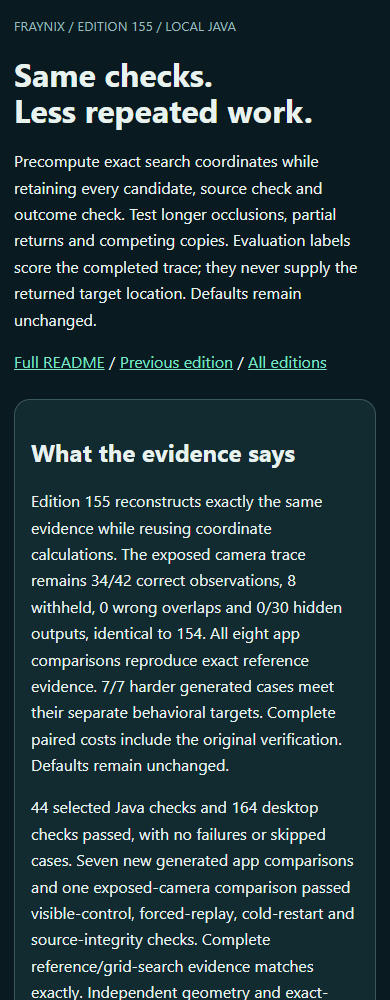 FRAYNIX / EDITION 155 / LOCAL JAVA
Same checks.
Less repeated work.
Precompute exact search coordinates while
retaining every candidate, source check and
outcome check. Test longer occlusions, partial
returns and competing copies. Evaluation labels
score the completed trace; they never supply the
returned target location. Defaults remain
unchanged.
Full README / Previous edition / All editions
What the evidence says
Edition 155 reconstructs exactly the same
evidence while reusing coordinate
calculations. The exposed camera trace
remains 34/42 correct observations, 8
withheld, 0 wrong overlaps and 0/30 hidden
outputs, identical to 154. All eight app
comparisons reproduce exact reference
evidence. 7/7 harder generated cases meet
their separate behavioral targets. Complete
paired costs include the original verification.
Defaults remain unchanged.
44 selected Java checks and 164 desktop
checks passed, with no failures or skipped
cases. Seven new generated app comparisons
and one exposed-camera comparison passed
visible-control, forced-replay, cold-restart and
source-integrity checks. Complete
reference/grid-search evidence matches
exactly. Independent geometry and exact-